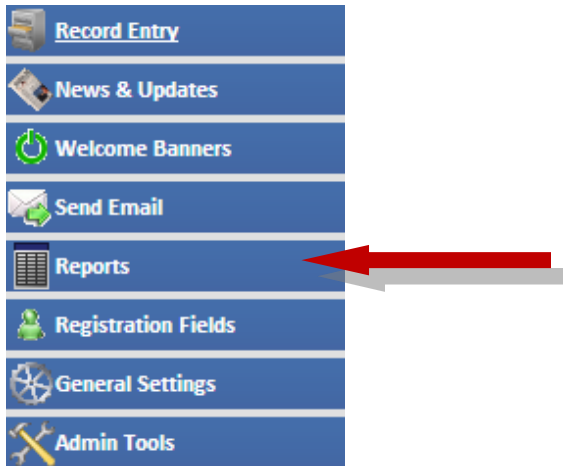 Record Entry
News & Updates
Welcome Banners
Send Email
Reports
Registration Fields
General Settings
Admin Tools